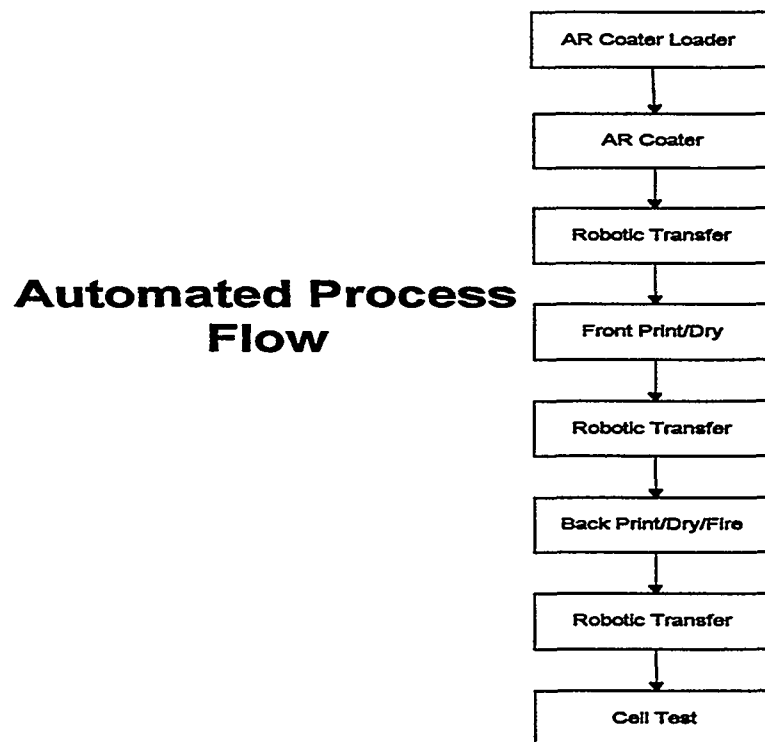 AR Coater Loader
AR Coater
Robotic Transfer
Automated Process
Flow
Front Print/Dry
Robotic Transfer
Back Print/Dry/Fire
Robotic Transfer
Cell Test